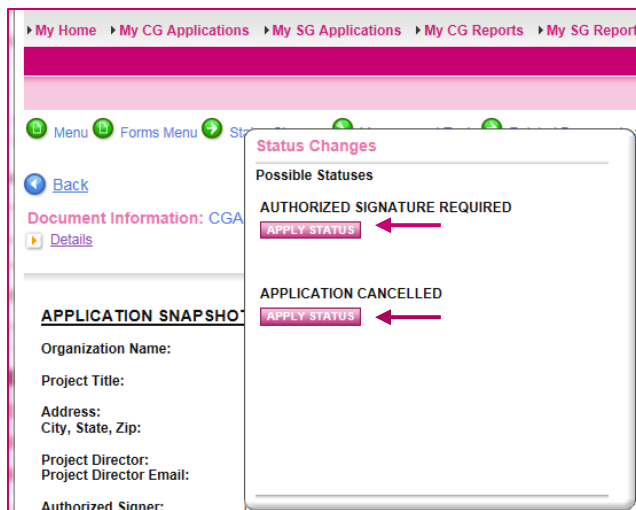 My Home My CG Applications My SG Applications My CG Reports My SG Report
Menu Forms Menu
Status Changes
Possible Statuses
AUTHORIZED SIGNATURE REQUIRED
APPLY STATUS
APPLICATION CANCELLED
APPLY STATUS
Back
Document Information: CGA
Details
APPLICATION SNAPSHOT
Organization Name:
Project Title:
Address:
City, State, Zip:
Project Director:
Project Director Email:
Authorized Signer: